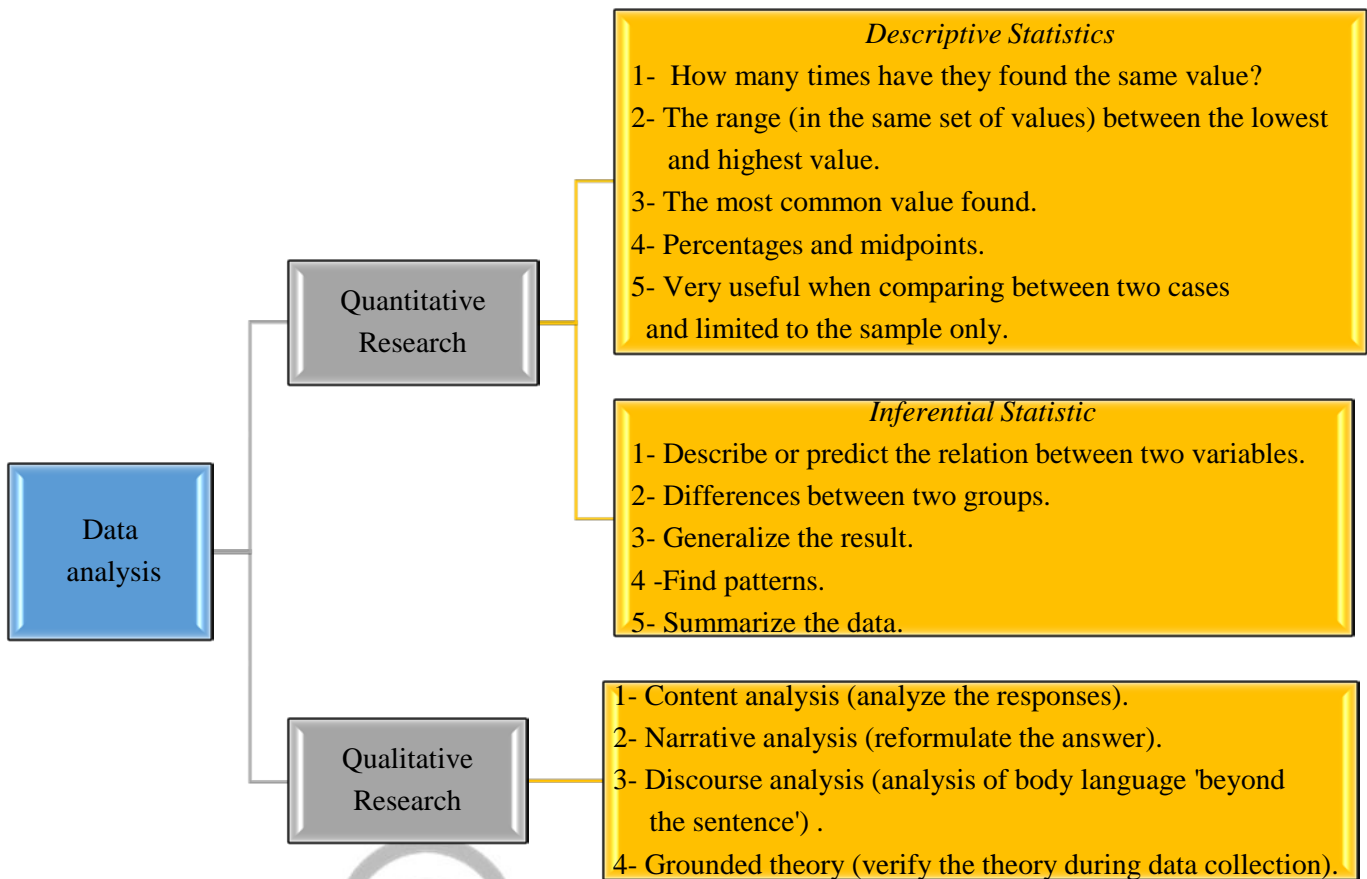 Data
analysis
Quantitative
Research
Descriptive Statistics
1- How many times have they found the same value?
2- The range (in the same set of values) between the lowest
and highest value.
3- The most common value found.
4- Percentages and midpoints.
5- Very useful when comparing between two cases
and limited to the sample only.
Inferential Statistic
1- Describe or predict the relation between two variables.
2- Differences between two groups.
3- Generalize the result.
4 -Find patterns.
5- Summarize the data.
Qualitative
Research
1- Content analysis (analyze the responses).
2- Narrative analysis (reformulate the answer).
3- Discourse analysis (analysis of body language 'beyond
the sentence') .
4- Grounded theory (verify the theory during data collection).